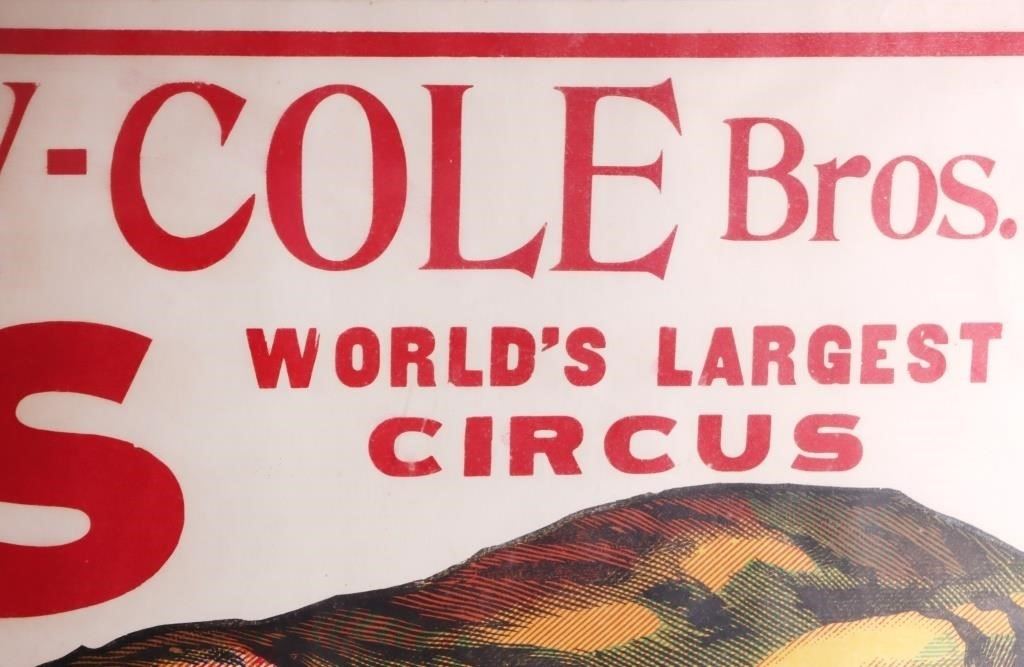 -COLE Bros.
WORLD'S LARGEST
CIRCUS